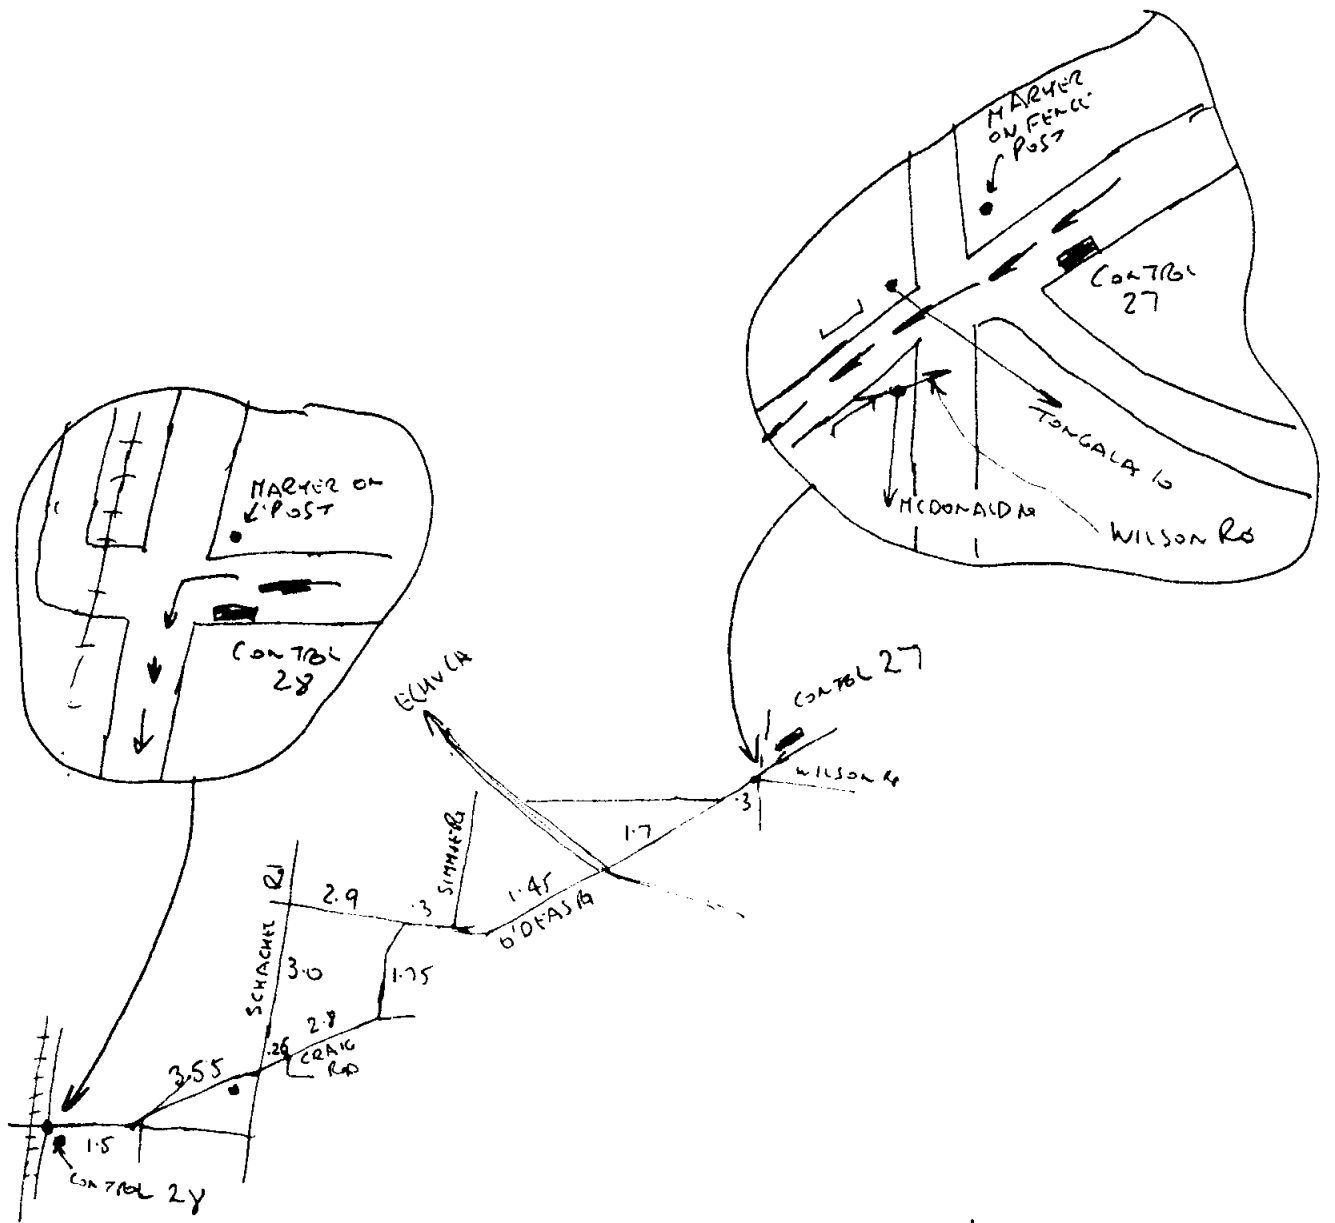 MARKER
ON FENCE
POST
CONTROL
27
TONGALA 10
MCDONALD RD
WILSON RD
MARKER ON
POST
CONTROL
28
ECHUCA
CONTROL 27
WILSON RD
.3
1.7
1.45
O'DEAS RD
SIMMIE RD
.3
2.9
SCHACHE RD
3.0
1.75
2.8
.25
CRAIG
RD
3.55
1.5
CONTROL 28